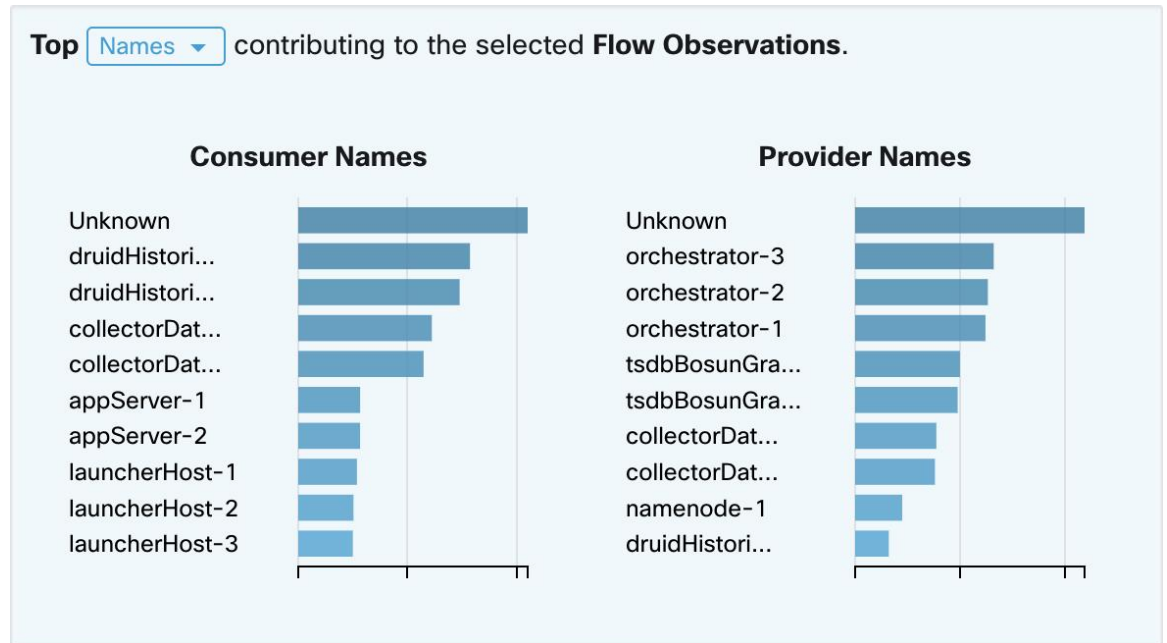 Top Names contributing to the selected Flow Observations.
Consumer Names
Unknown
druidHistori...
druidHistori...
collectorDat...
collectorDat...
appServer-1
appServer-2
launcherHost-1
launcherHost-2
launcherHost-3
Provider Names
Unknown
orchestrator-3
orchestrator-2
orchestrator-1
tsdbBosunGra...
tsdbBosunGra...
collectorDat...
collectorDat...
namenode-1
druidHistori...